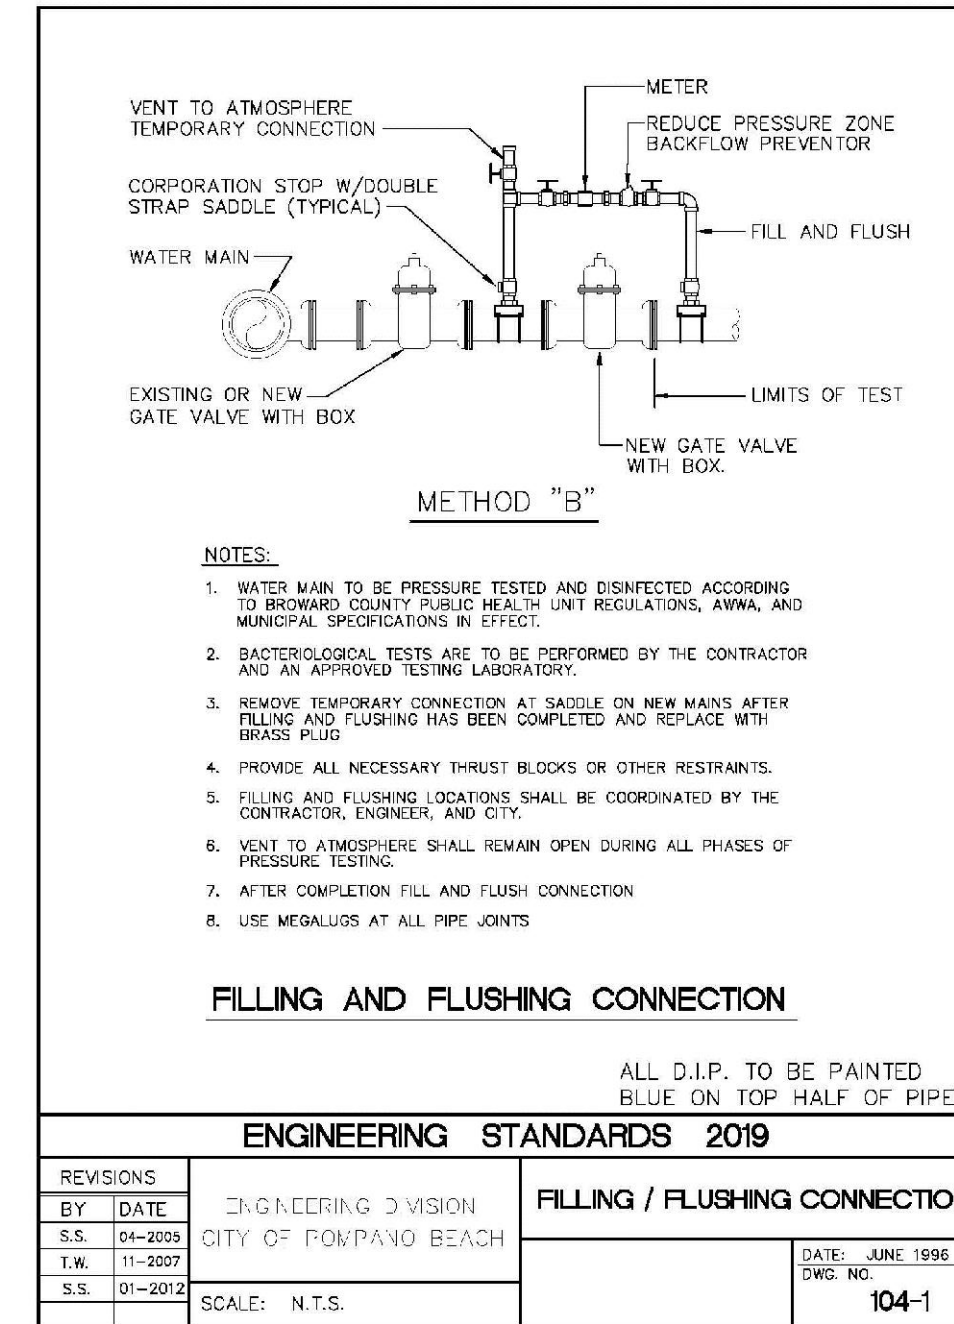 VENT TO ATMOSPHERE
TEMPORARY CONNECTION
METER
REDUCE PRESSURE ZONE
BACKFLOW PREVENTOR
CORPORATION STOP W/DOUBLE
STRAP SADDLE (TYPICAL)
FILL AND FLUSH
WATER MAIN
EXISTING OR NEW
GATE VALVE WITH BOX
LIMITS OF TEST
NEW GATE VALVE
WITH BOX.
METHOD "B"
NOTES:
1. WATER MAIN TO BE PRESSURE TESTED AND DISINFECTED ACCORDING
TO BROWARD COUNTY PUBLIC HEALTH UNIT REGULATIONS, AWWA, AND
MUNICIPAL SPECIFICATIONS IN EFFECT.
2. BACTERIOLOGICAL TESTS ARE TO BE PERFORMED BY THE CONTRACTOR
AND AN APPROVED TESTING LABORATORY.
3. REMOVE TEMPORARY CONNECTION AT SADDLE ON NEW MAINS AFTER
FILLING AND FLUSHING HAS BEEN COMPLETED AND REPLACE WITH
BRASS PLUG
4. PROVIDE ALL NECESSARY THRUST BLOCKS OR OTHER RESTRAINTS.
5. FILLING AND FLUSHING LOCATIONS SHALL BE COORDINATED BY THE
CONTRACTOR, ENGINEER, AND CITY.
6. VENT TO ATMOSPHERE SHALL REMAIN OPEN DURING ALL PHASES OF
PRESSURE TESTING.
7. AFTER COMPLETION FILL AND FLUSH CONNECTION
8. USE MEGALUGS AT ALL PIPE JOINTS
FILLING AND FLUSHING CONNECTION
ALL D.I.P. TO BE PAINTED
BLUE ON TOP HALF OF PIPE
ENGINEERING STANDARDS 2019
REVISIONS
BY DATE
S.S. 04-2005
T.W. 11-2007
S.S. 01-2012
ENGINEERING DIVISION
CITY OF POMPANO BEACH
SCALE: N.T.S.
FILLING / FLUSHING CONNECTIO
DATE: JUNE 1996
DWG. NO.
104-1